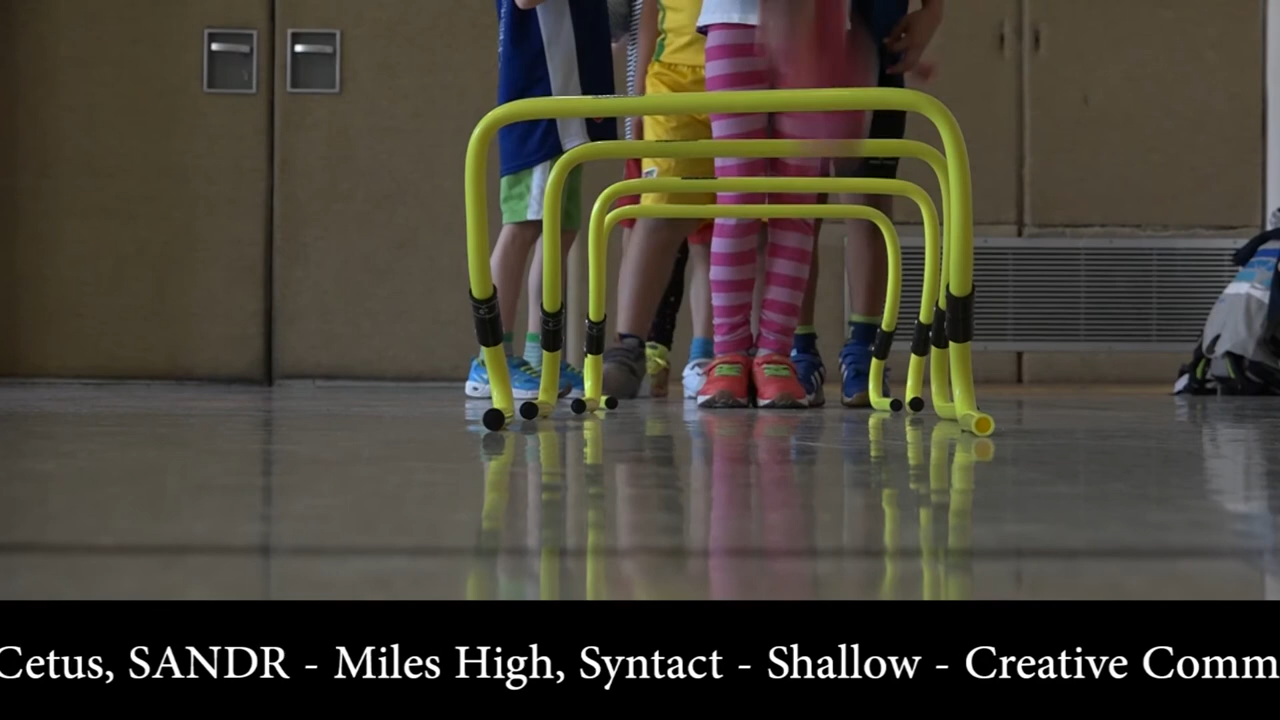 Cetus, SANDR - Miles High, Syntact - Shallow - Creative Comm